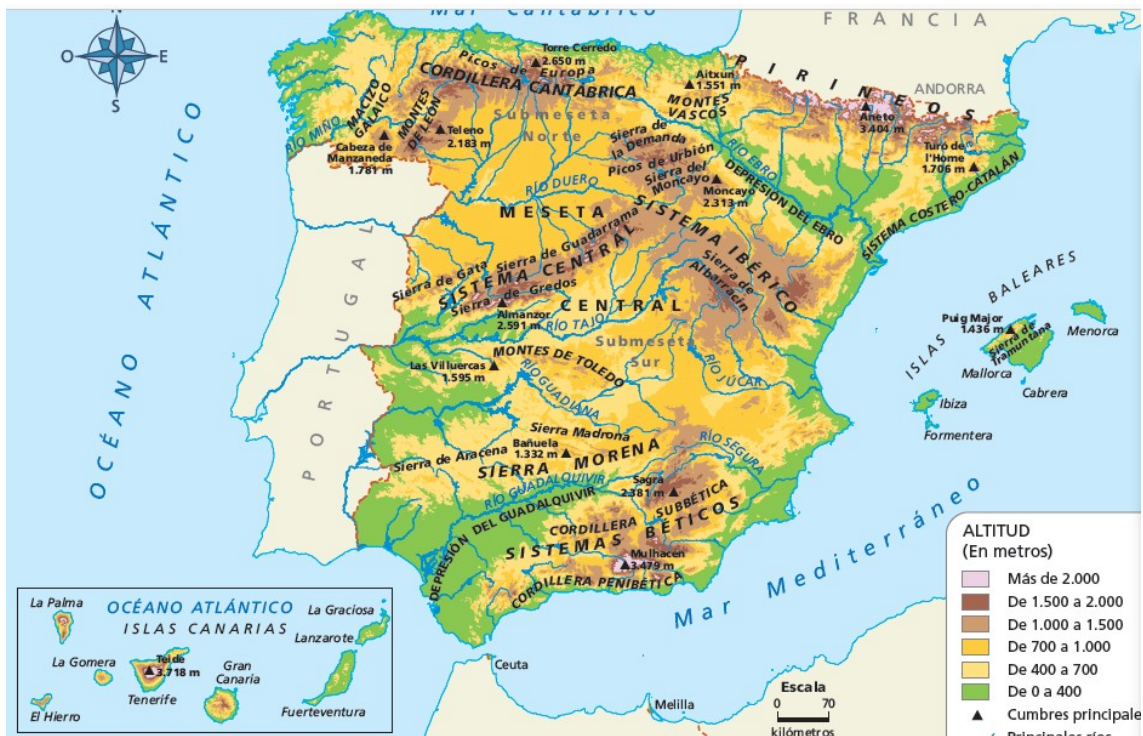 Mar Cantábrico
FRANCIA
N
O
E
S
Torre Cerredo
2.650 m
Picos de Europa
CORDILLERA CANTÁBRICA
Aitxuri
1.551 m
MONTES
VASCOS
PIRINEOS
ANDORRA
Aneto
3.404 m
MACIZO
GALAICO
MONTES
DE LEÓN
Teleno
2.183 m
Submeseta
Norte
RÍO MIÑO
Cabeza de
Manzaneda
1.781 m
Sierra de
la Demanda
Picos de Urbión
Sierra del
Moncayo
Moncayo
2.313 m
RÍO EBRO
DEPRESIÓN DEL EBRO
Turó de
l'Home
1.706 m
SISTEMA COSTERO-CATALÁN
RÍO DUERO
MESETA
CENTRAL
SISTEMA IBÉRICO
Sierra de
Albarracín
Sierra de Guadarrama
Sierra de Gata
SISTEMA CENTRAL
Sierra de Gredos
Almanzor
2.591 m
RÍO TAJO
OCÉANO ATLÁNTICO
PORTUGAL
Submeseta
Sur
MONTES DE TOLEDO
Las Villuercas
1.595 m
RÍO GUADIANA
RÍO JÚCAR
ISLAS BALEARES
Puig Major
1.436 m
Sierra de
Tramuntana
Menorca
Mallorca
Cabrera
Ibiza
Formentera
Sierra Madrona
Bañuela
1.332 m
Sierra de Aracena
SIERRA MORENA
RÍO SEGURA
RÍO GUADALQUIVIR
DEPRESIÓN DEL GUADALQUIVIR
Sagra
2.381 m
CORDILLERA SUBBÉTICA
SISTEMAS BÉTICOS
Mulhacen
3.479 m
CORDILLERA PENIBÉTICA
Mar Mediterráneo
Ceuta
Melilla
OCÉANO ATLÁNTICO
ISLAS CANARIAS
La Palma
La Gomera
El Hierro
Teide
3.718 m
Tenerife
Gran
Canaria
La Graciosa
Lanzarote
Fuerteventura
Escala
0 70
kilómetros
ALTITUD
(En metros)
Más de 2.000
De 1.500 a 2.000
De 1.000 a 1.500
De 700 a 1.000
De 400 a 700
De 0 a 400
Cumbres principales
Principales ríos